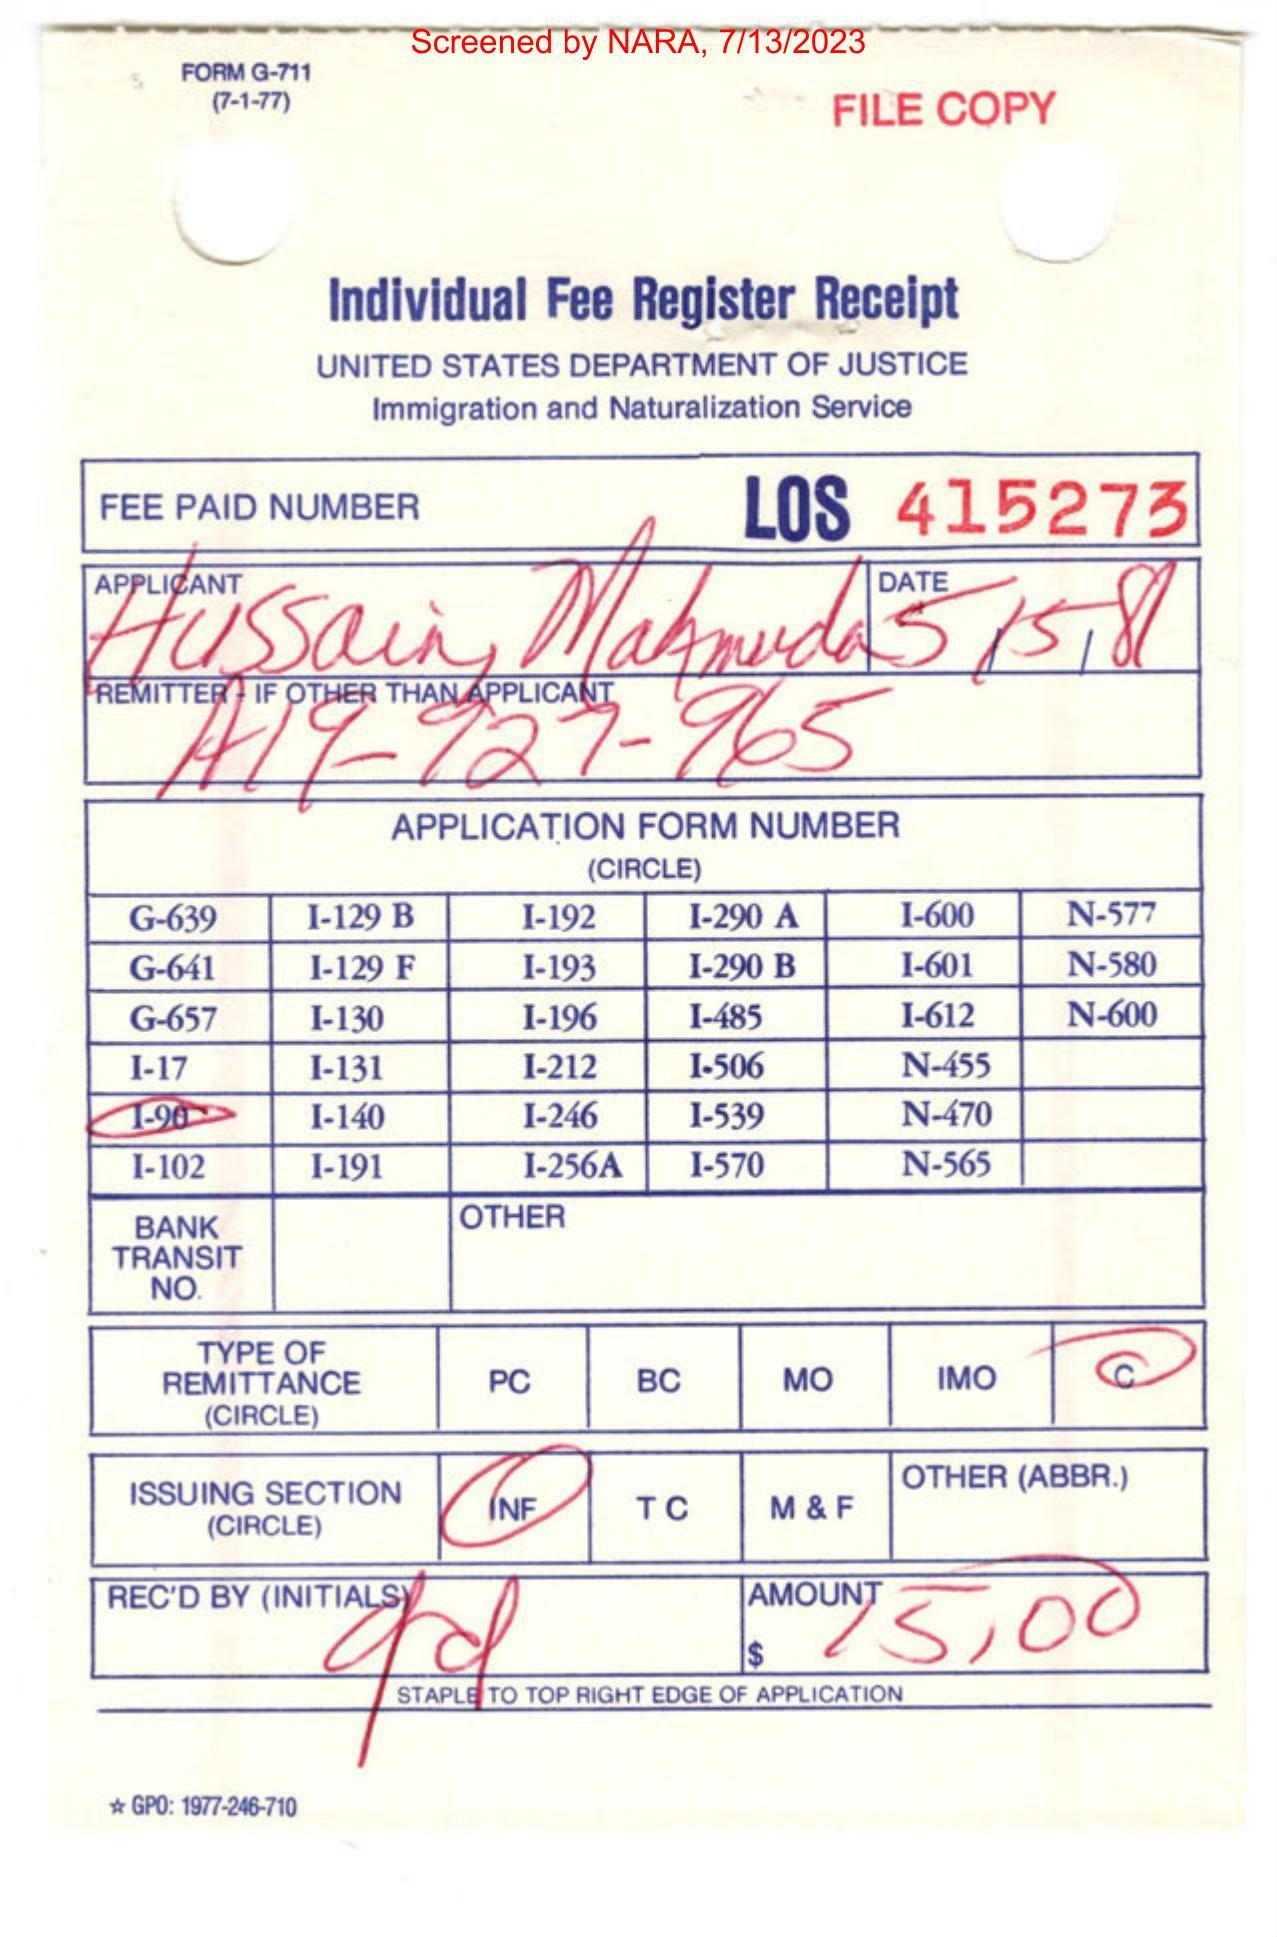 Screened by NARA, 7/13/2023
FORM G-711
(7-1-77)
FILE COPY
Individual Fee Register Receipt
UNITED STATES DEPARTMENT OF JUSTICE
Immigration and Naturalization Service
FEE PAID NUMBER LOS 415273
APPLICANT DATE
Hussain, Mahmuda 5,15,81
REMITTER - IF OTHER THAN APPLICANT
A19-927-965
APPLICATION FORM NUMBER
(CIRCLE)
G-639 I-129 B I-192 I-290 A I-600 N-577
G-641 I-129 F I-193 I-290 B I-601 N-580
G-657 I-130 I-196 I-485 I-612 N-600
I-17 I-131 I-212 I-506 N-455
I-90 I-140 I-246 I-539 N-470
I-102 I-191 I-256A I-570 N-565
BANK TRANSIT NO. OTHER
TYPE OF REMITTANCE (CIRCLE) PC BC MO IMO C
ISSUING SECTION (CIRCLE) INF T C M & F OTHER (ABBR.)
REC'D BY (INITIALS) AMOUNT
$ 15,00
STAPLE TO TOP RIGHT EDGE OF APPLICATION
☆ GPO: 1977-246-710